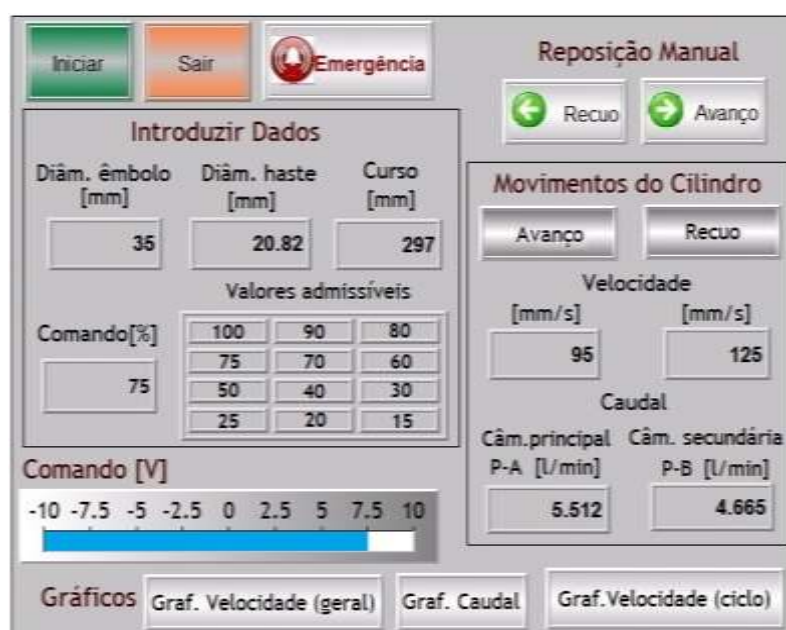 Iniciar
Sair
Emergência
Reposição Manual
Recuo
Avanço
Introduzir Dados
Diâm. êmbolo
[mm]
Diâm. haste
[mm]
Curso
[mm]
35
20.82
297
Valores admissíveis
Comando[%]
75
100 90 80
75 70 60
50 40 30
25 20 15
Movimentos do Cilindro
Avanço
Recuo
Velocidade
[mm/s] [mm/s]
95 125
Caudal
Câm.principal
P-A [l/min]
Câm. secundária
P-B [l/min]
5.512 4.665
Comando [V]
-10 -7.5 -5 -2.5 0 2.5 5 7.5 10
Gráficos
Graf. Velocidade (geral)
Graf. Caudal
Graf.Velocidade (ciclo)